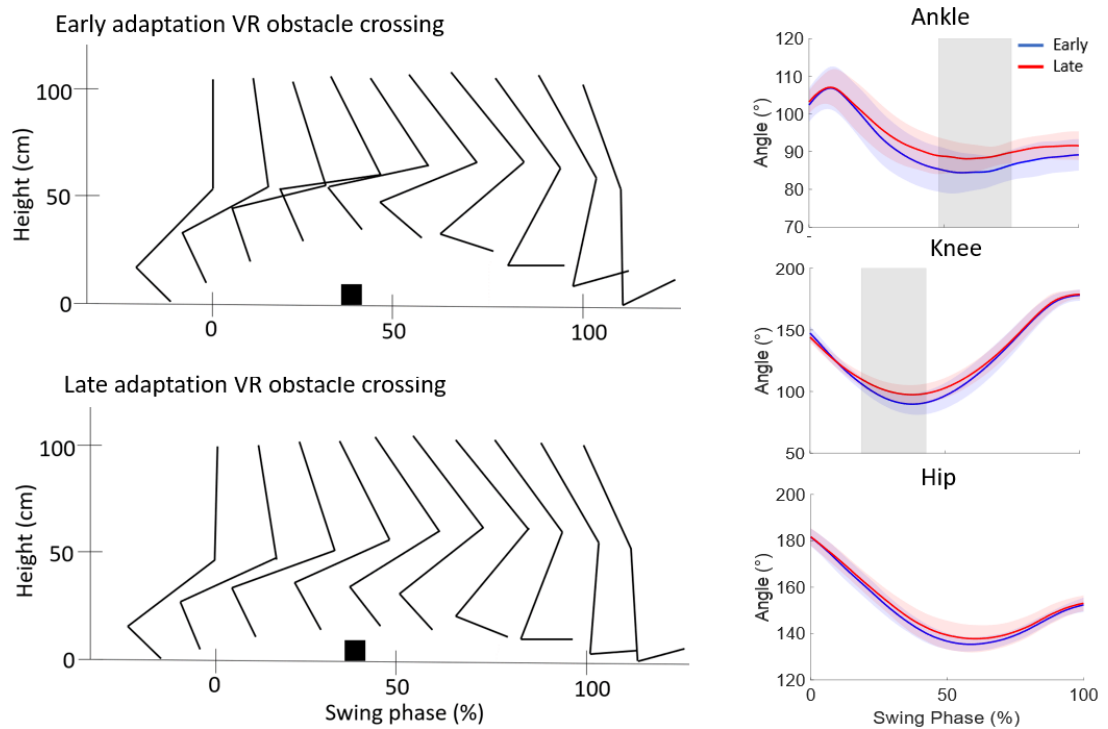 Early adaptation VR obstacle crossing
Height (cm)
100
50
0
0
50
100
Late adaptation VR obstacle crossing
Height (cm)
100
50
0
0
50
100
Swing phase (%)
Ankle
Early
Late
Angle (°)
120
110
100
90
80
70
Knee
Angle (°)
200
150
100
50
Hip
Angle (°)
200
180
160
140
120
0
50
100
Swing Phase (%)